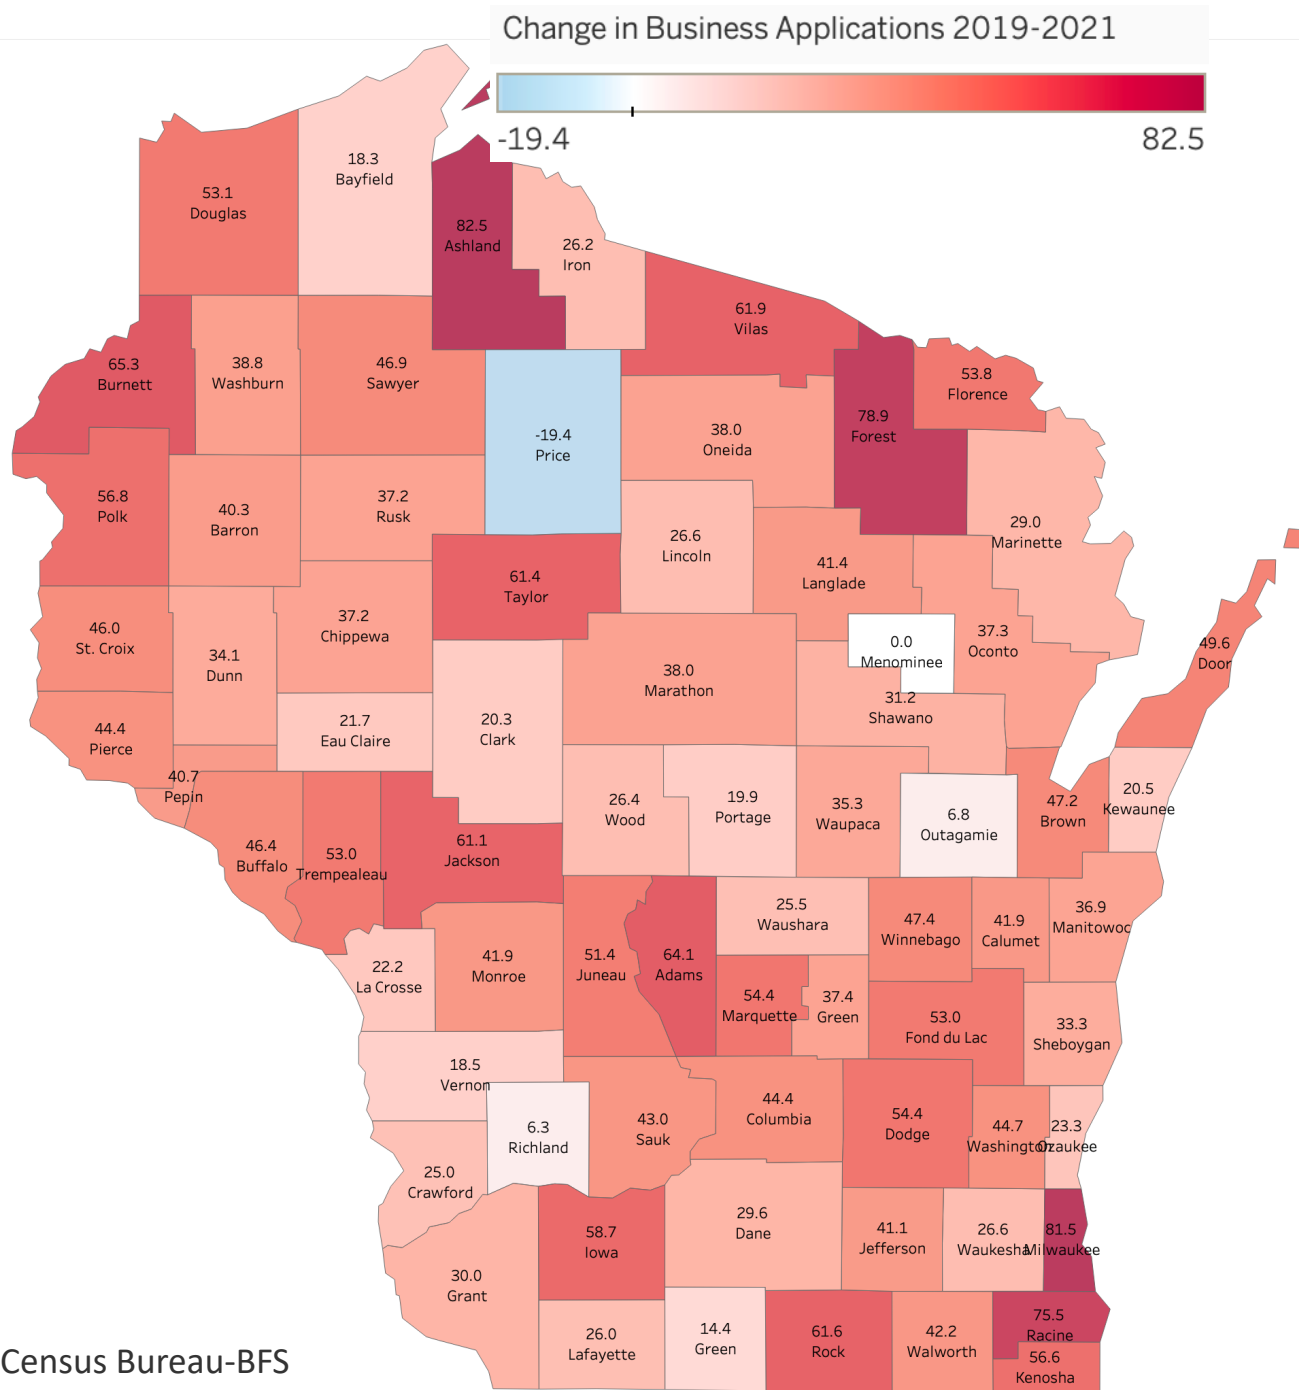 Change in Business Applications 2019-2021
-19.4
82.5
18.3
Bayfield
53.1
Douglas
82.5
Ashland
26.2
Iron
61.9
Vilas
65.3
Burnett
38.8
Washburn
46.9
Sawyer
53.8
Florence
78.9
Forest
-19.4
Price
38.0
Oneida
56.8
Polk
40.3
Barron
37.2
Rusk
26.6
Lincoln
29.0
Marinette
41.4
Langlade
61.4
Taylor
46.0
St. Croix
34.1
Dunn
37.2
Chippewa
38.0
Marathon
0.0
Menominee
37.3
Oconto
49.6
Door
31.2
Shawano
44.4
Pierce
21.7
Eau Claire
20.3
Clark
40.7
Pepin
26.4
Wood
19.9
Portage
35.3
Waupaca
6.8
Outagamie
47.2
Brown
20.5
Kewaunee
46.4
Buffalo
53.0
Trempealeau
61.1
Jackson
25.5
Waushara
47.4
Winnebago
41.9
Calumet
36.9
Manitowoc
22.2
La Crosse
41.9
Monroe
51.4
Juneau
64.1
Adams
54.4
Marquette
37.4
Green
53.0
Fond du Lac
33.3
Sheboygan
18.5
Vernon
6.3
Richland
43.0
Sauk
44.4
Columbia
54.4
Dodge
44.7
Washington
23.3
Ozaukee
25.0
Crawford
58.7
Iowa
29.6
Dane
41.1
Jefferson
26.6
Waukesha
81.5
Milwaukee
30.0
Grant
26.0
Lafayette
14.4
Green
61.6
Rock
42.2
Walworth
75.5
Racine
56.6
Kenosha
Census Bureau-BFS